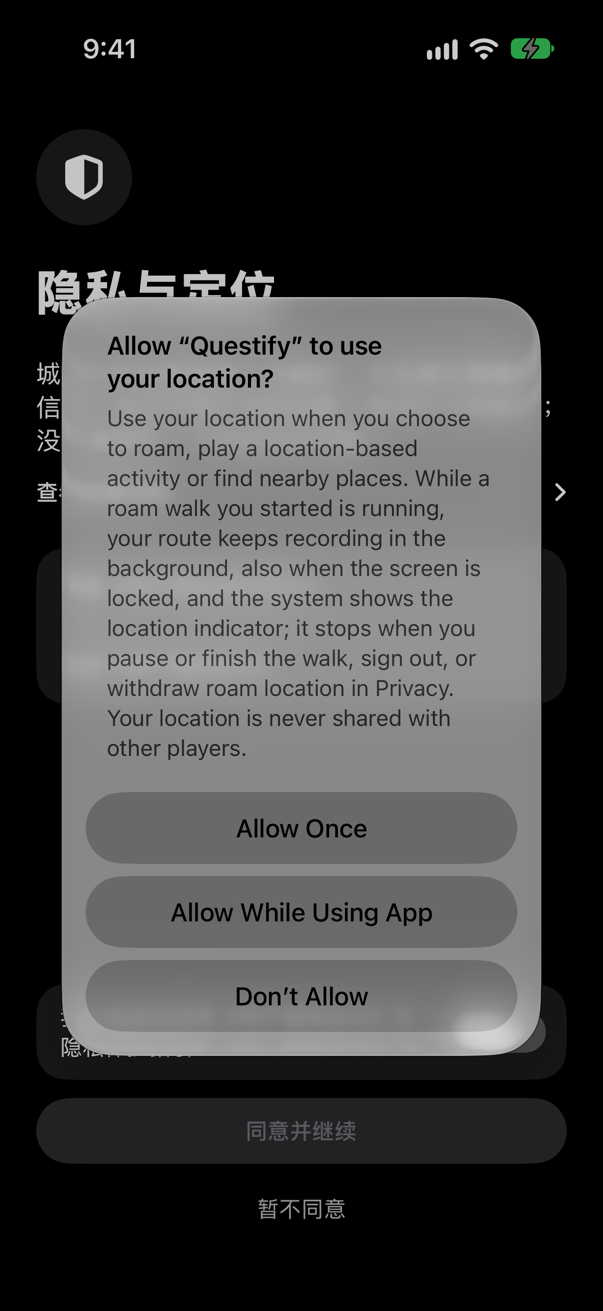 9:41
隐私与定位
Allow “Questify” to use
your location?
城
信
;
没
Use your location when you choose
to roam, play a location-based
activity or find nearby places. While a
roam walk you started is running,
your route keeps recording in the
background, also when the screen is
locked, and the system shows the
location indicator; it stops when you
pause or finish the walk, sign out, or
withdraw roam location in Privacy.
Your location is never shared with
other players.
Allow Once
Allow While Using App
Don’t Allow
同意并继续
暂不同意